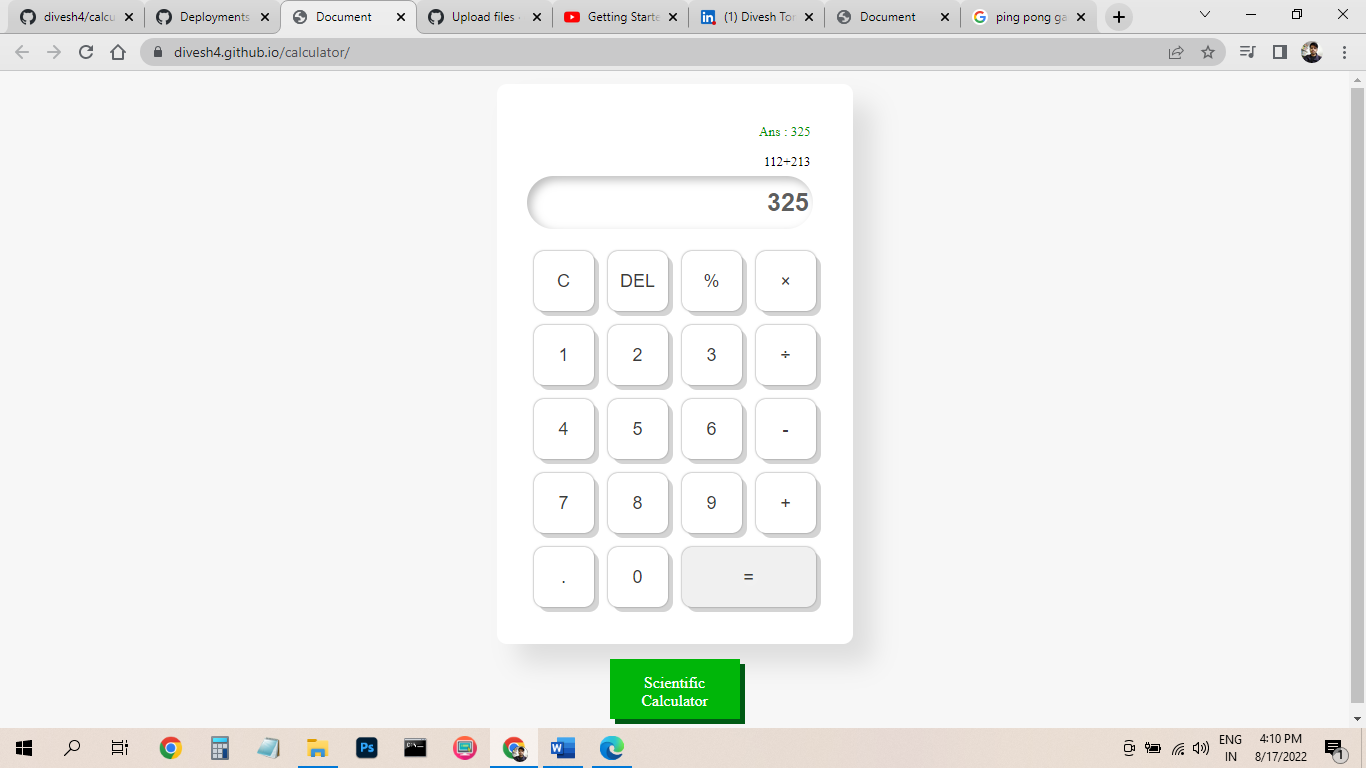 divesh4/calcu
Deployments
Document
Upload files
Getting Starte
(1) Divesh Tor
Document
ping pong ga
divesh4.github.io/calculator/
Ans : 325
112+213
325
C DEL % ×
1 2 3 ÷
4 5 6 -
7 8 9 +
. 0 =
Scientific
Calculator
ENG 4:10 PM
IN 8/17/2022
1